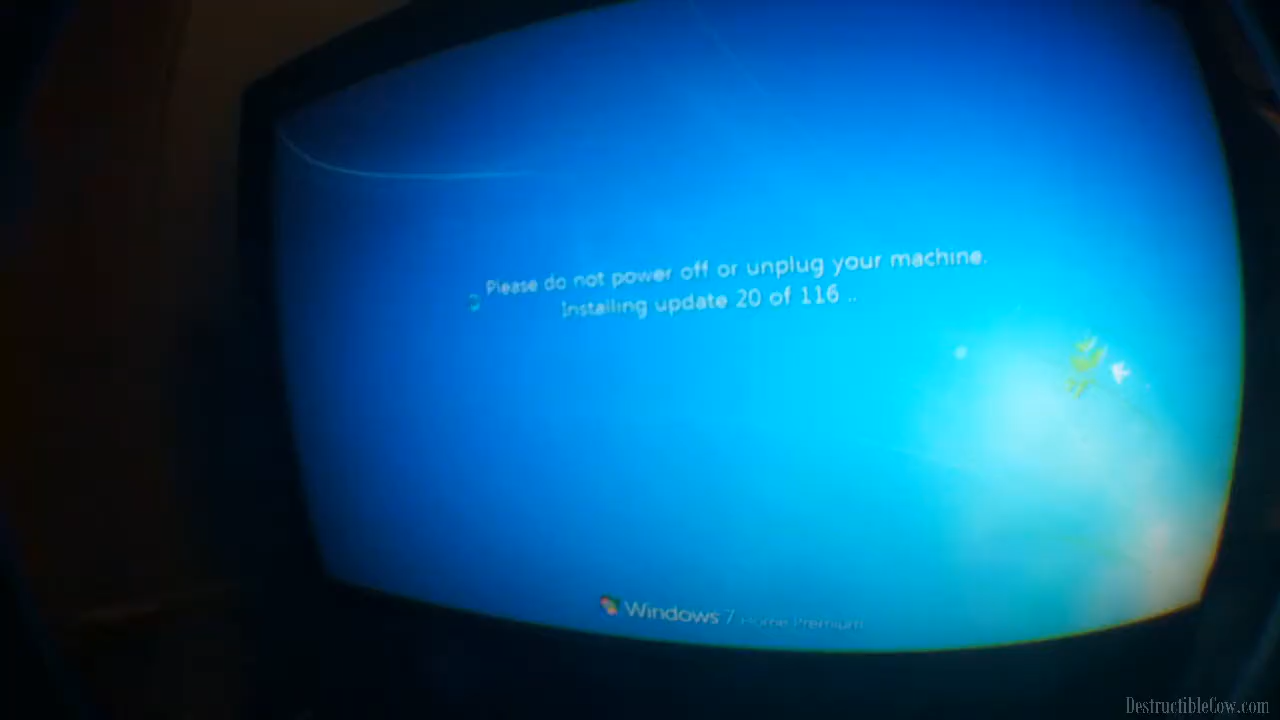 Please do not power off or unplug your machine.
Installing update 20 of 116 ..
Windows 7 Home Premium
DestructibleCow.com